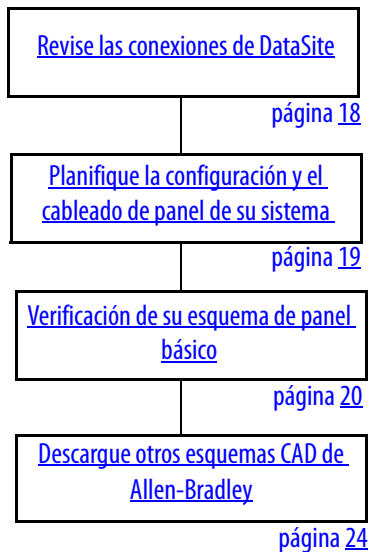 Revise las conexiones de DataSite
página 18
Planifique la configuración y el
cableado de panel de su sistema
página 19
Verificación de su esquema de panel
básico
página 20
Descargue otros esquemas CAD de
Allen-Bradley
página 24